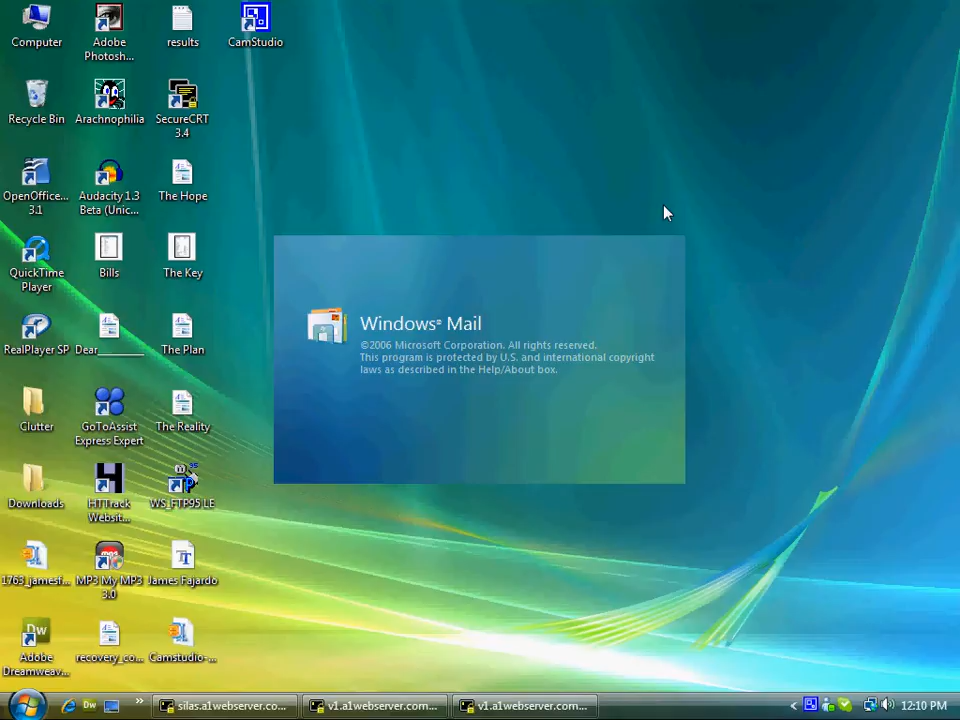 Computer
Adobe
Photosh...
results
CamStudio
Recycle Bin
Arachnophilia
SecureCRT
3.4
OpenOffice...
3.1
Audacity 1.3
Beta (Unic...
The Hope
QuickTime
Player
Bills
The Key
RealPlayer SP
Dear_________
The Plan
Clutter
GoToAssist
Express Expert
The Reality
Downloads
HTTrack
Websit...
WS_FTP95 LE
1763_jamesf...
MP3 My MP3
3.0
James Fajardo
Adobe
Dreamweav...
recovery_co...
Camstudio-...
Windows® Mail
©2006 Microsoft Corporation. All rights reserved.
This program is protected by U.S. and international copyright
laws as described in the Help/About box.
silas.a1webserver.co...
v1.a1webserver.com...
v1.a1webserver.com...
12:10 PM